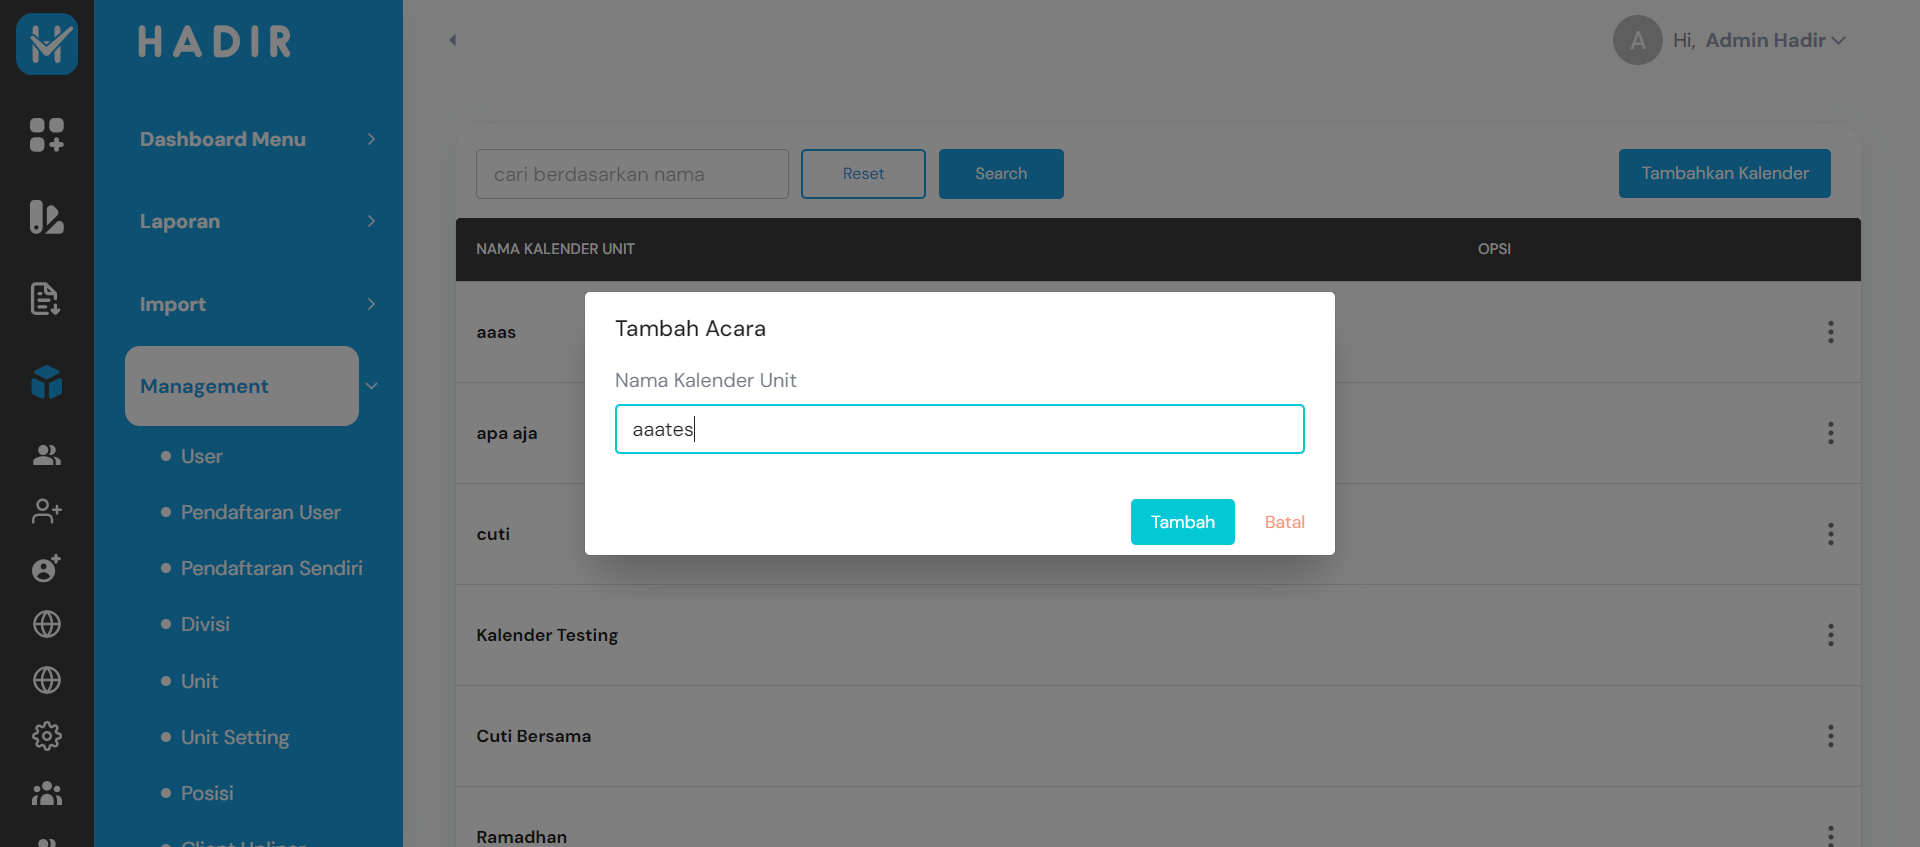 HADIR
A Hi, Admin Hadir
Dashboard Menu
Laporan
Import
Management
User
Pendaftaran User
Pendaftaran Sendiri
Divisi
Unit
Unit Setting
Posisi
cari berdasarkan nama Reset Search Tambahkan Kalender
NAMA KALENDER UNIT OPSI
aaas
apa aja
cuti
Kalender Testing
Cuti Bersama
Ramadhan
Tambah Acara
Nama Kalender Unit
aaates
Tambah Batal